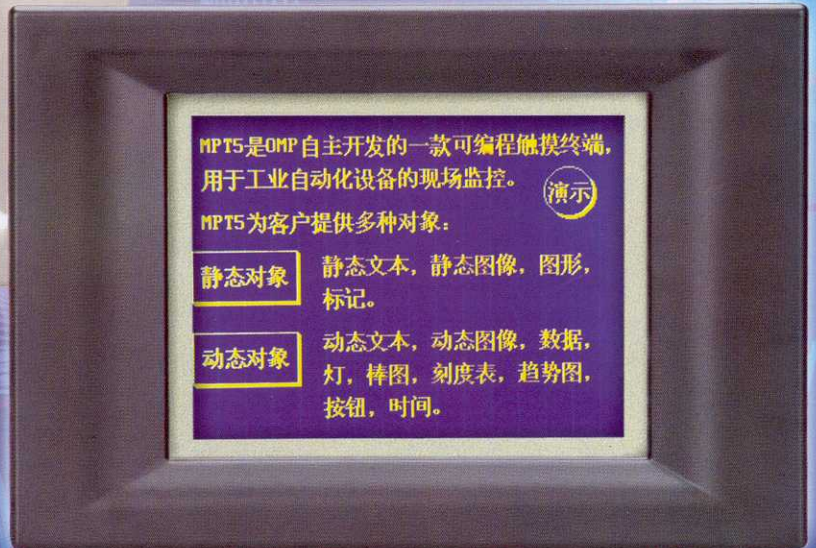 MPT5是OMP自主开发的一款可编程触摸终端，
用于工业自动化设备的现场监控。
演示
MPT5为客户提供多种对象：
静态对象
静态文本，静态图像，图形，
标记。
动态对象
动态文本，动态图像，数据，
灯，棒图，刻度表，趋势图，
按钮，时间。